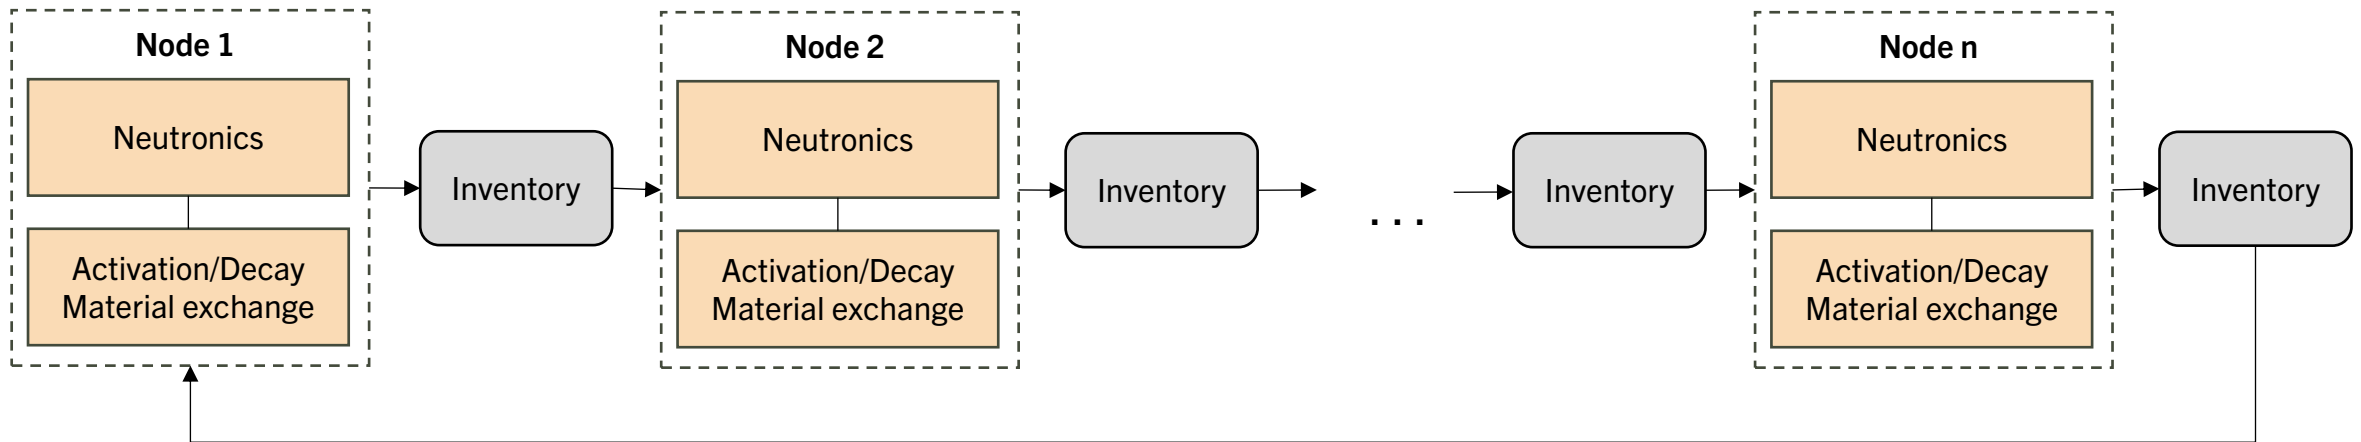 Node 1
Neutronics
Activation/Decay
Material exchange
Inventory
Node 2
Neutronics
Activation/Decay
Material exchange
Inventory
. . .
Inventory
Node n
Neutronics
Activation/Decay
Material exchange
Inventory